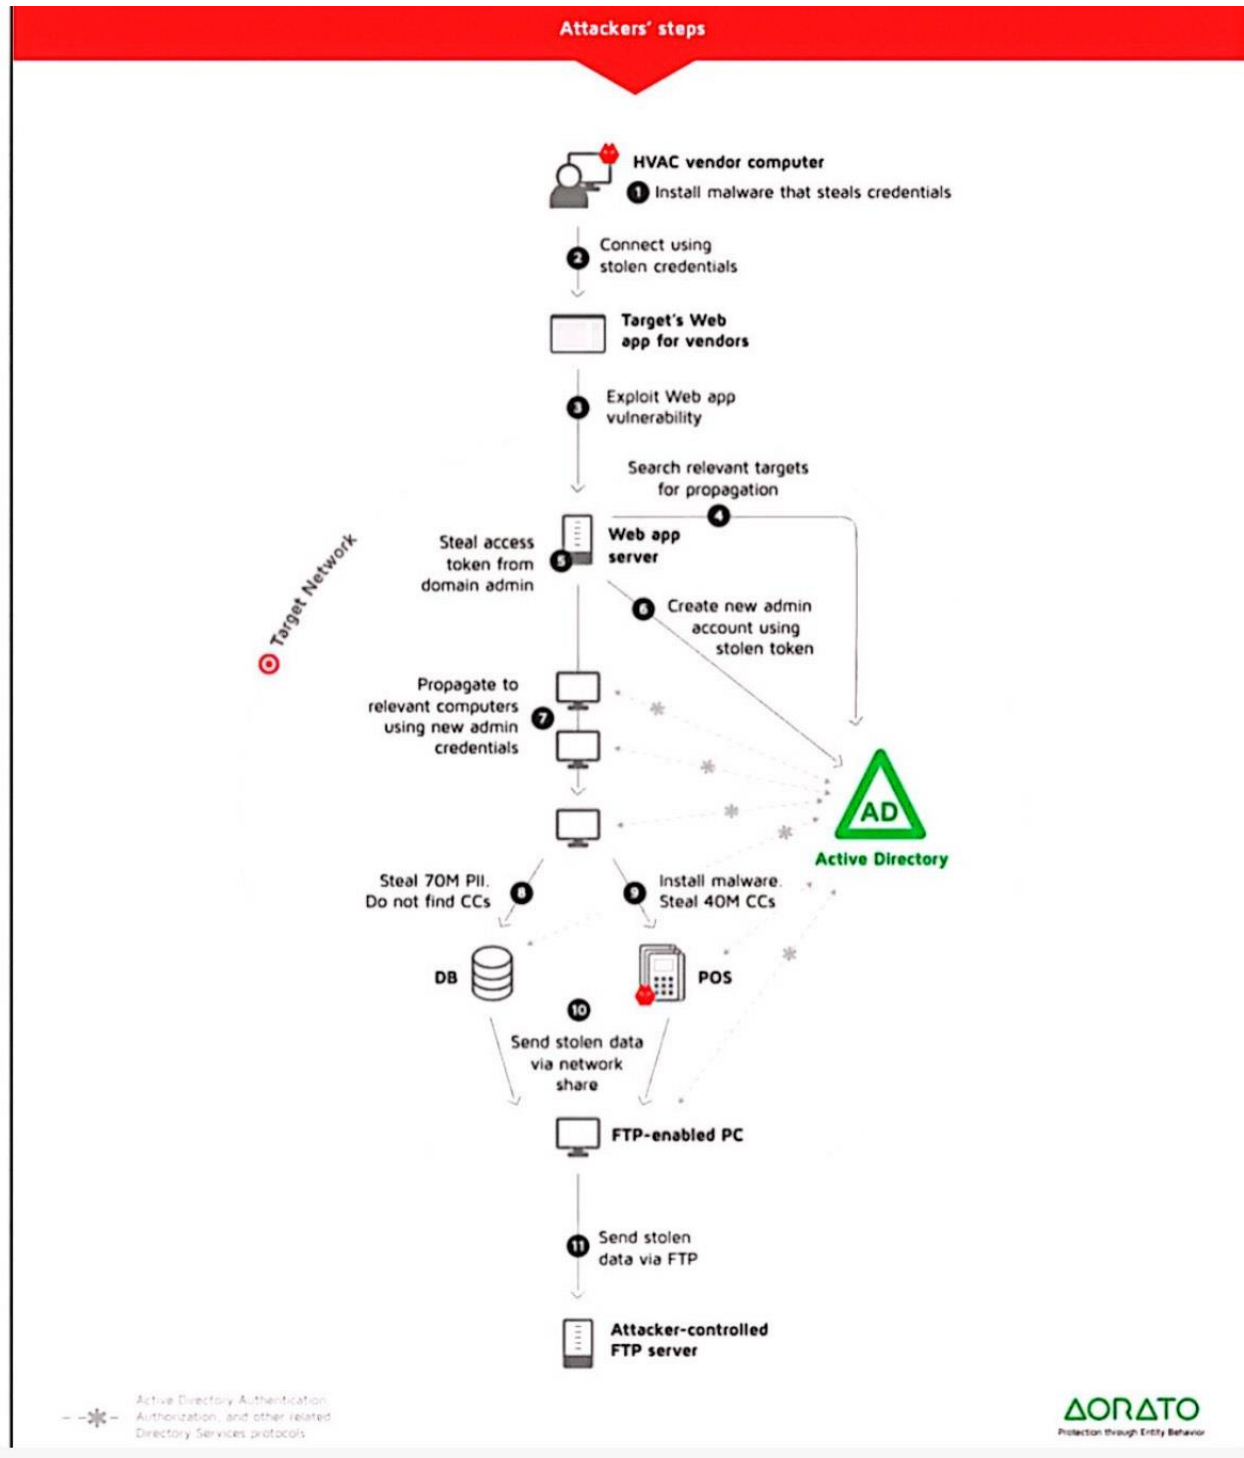 Attackers' steps
HVAC vendor computer
1 Install malware that steals credentials
2 Connect using
stolen credentials
Target's Web
app for vendors
3 Exploit Web app
vulnerability
Search relevant targets
for propagation
4
Target Network
Web app
server
Steal access
token from
domain admin
5
6 Create new admin
account using
stolen token
Propagate to
relevant computers
using new admin
credentials
7
AD
Active Directory
Steal 70M PII.
Do not find CCs
8
9 Install malware.
Steal 40M CCs
DB
POS
10
Send stolen data
via network
share
FTP-enabled PC
11 Send stolen
data via FTP
Attacker-controlled
FTP server
Active Directory Authentication,
Authorization, and other related
Directory Services protocols
AORATO
Protection through Entity Behavior